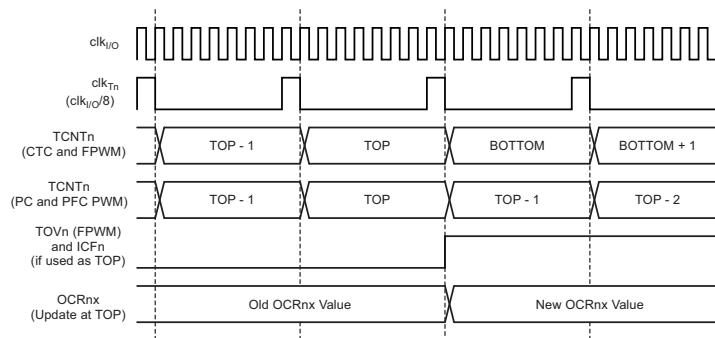 clkI/O
clkTn
(clkI/O/8)
TCNTn
(CTC and FPWM)
TOP - 1
TOP
BOTTOM
BOTTOM + 1
TCNTn
(PC and PFC PWM)
TOP - 1
TOP
TOP - 1
TOP - 2
TOVn (FPWM)
and ICFn
(if used as TOP)
OCRnx
(Update at TOP)
Old OCRnx Value
New OCRnx Value